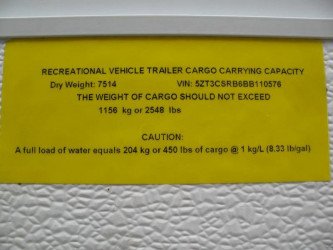 RECREATIONAL VEHICLE TRAILER CARGO CARRYING CAPACITY
Dry Weight: 7514 VIN: 5ZT3CSRB6BB110576
THE WEIGHT OF CARGO SHOULD NOT EXCEED
1156 kg or 2548 lbs
CAUTION:
A full load of water equals 204 kg or 450 lbs of cargo @ 1 kg/L (8.33 lb/gal)